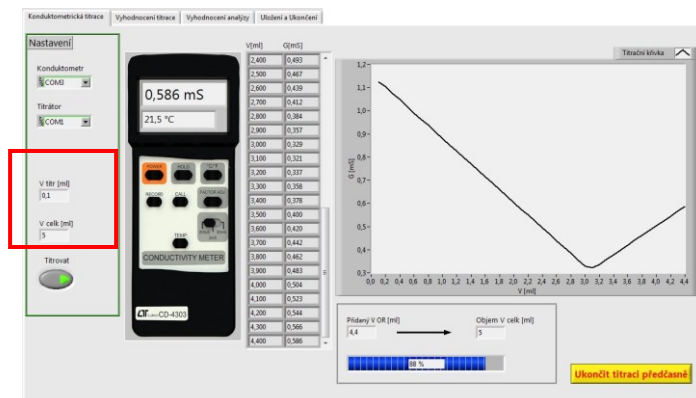 Konduktometrická titrace
Vyhodnocení titrace
Vyhodnocení analýzy
Uložení a Ukončení
Nastavení
Konduktometr
COM3
Titrátor
COM1
V titr [ml]
0,1
V celk [ml]
5
Titrovat
0,586 mS
21,5 °C
POWER
HOLD
°C/°F
RECORD
CALL
FACTOR ADJ.
TEMP.
CONDUCTIVITY METER
CD-4303
V[ml] G[mS]
2,400 0,493
2,500 0,467
2,600 0,439
2,700 0,412
2,800 0,384
2,900 0,357
3,000 0,329
3,100 0,321
3,200 0,337
3,300 0,358
3,400 0,378
3,500 0,400
3,600 0,420
3,700 0,442
3,800 0,462
3,900 0,483
4,000 0,504
4,100 0,523
4,200 0,544
4,300 0,566
4,400 0,586
Titrační křivka
G [mS]
1,2
1,1
1,0
0,9
0,8
0,7
0,6
0,5
0,4
0,3
0,0 0,2 0,4 0,6 0,8 1,0 1,2 1,4 1,6 1,8 2,0 2,2 2,4 2,6 2,8 3,0 3,2 3,4 3,6 3,8 4,0 4,2 4,4
V [ml]
Přidaný V OR [ml]
4,4
Objem V celk [ml]
5
88 %
Ukončit titraci předčasně